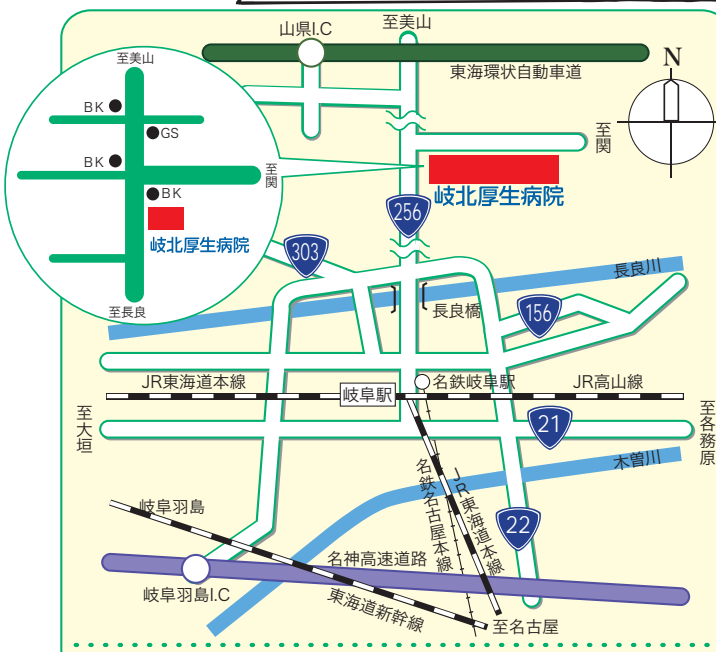 山県I.C
至美山
東海環状自動車道
N
至美山
BK
GS
BK
至関
BK
岐北厚生病院
至長良
至関
岐北厚生病院
256
303
長良川
長良橋
156
JR東海道本線
岐阜駅
名鉄岐阜駅
JR高山線
至大垣
至各務原
21
木曽川
名鉄名古屋本線
JR東海道本線
岐阜羽島
22
名神高速道路
岐阜羽島I.C
東海道新幹線
至名古屋